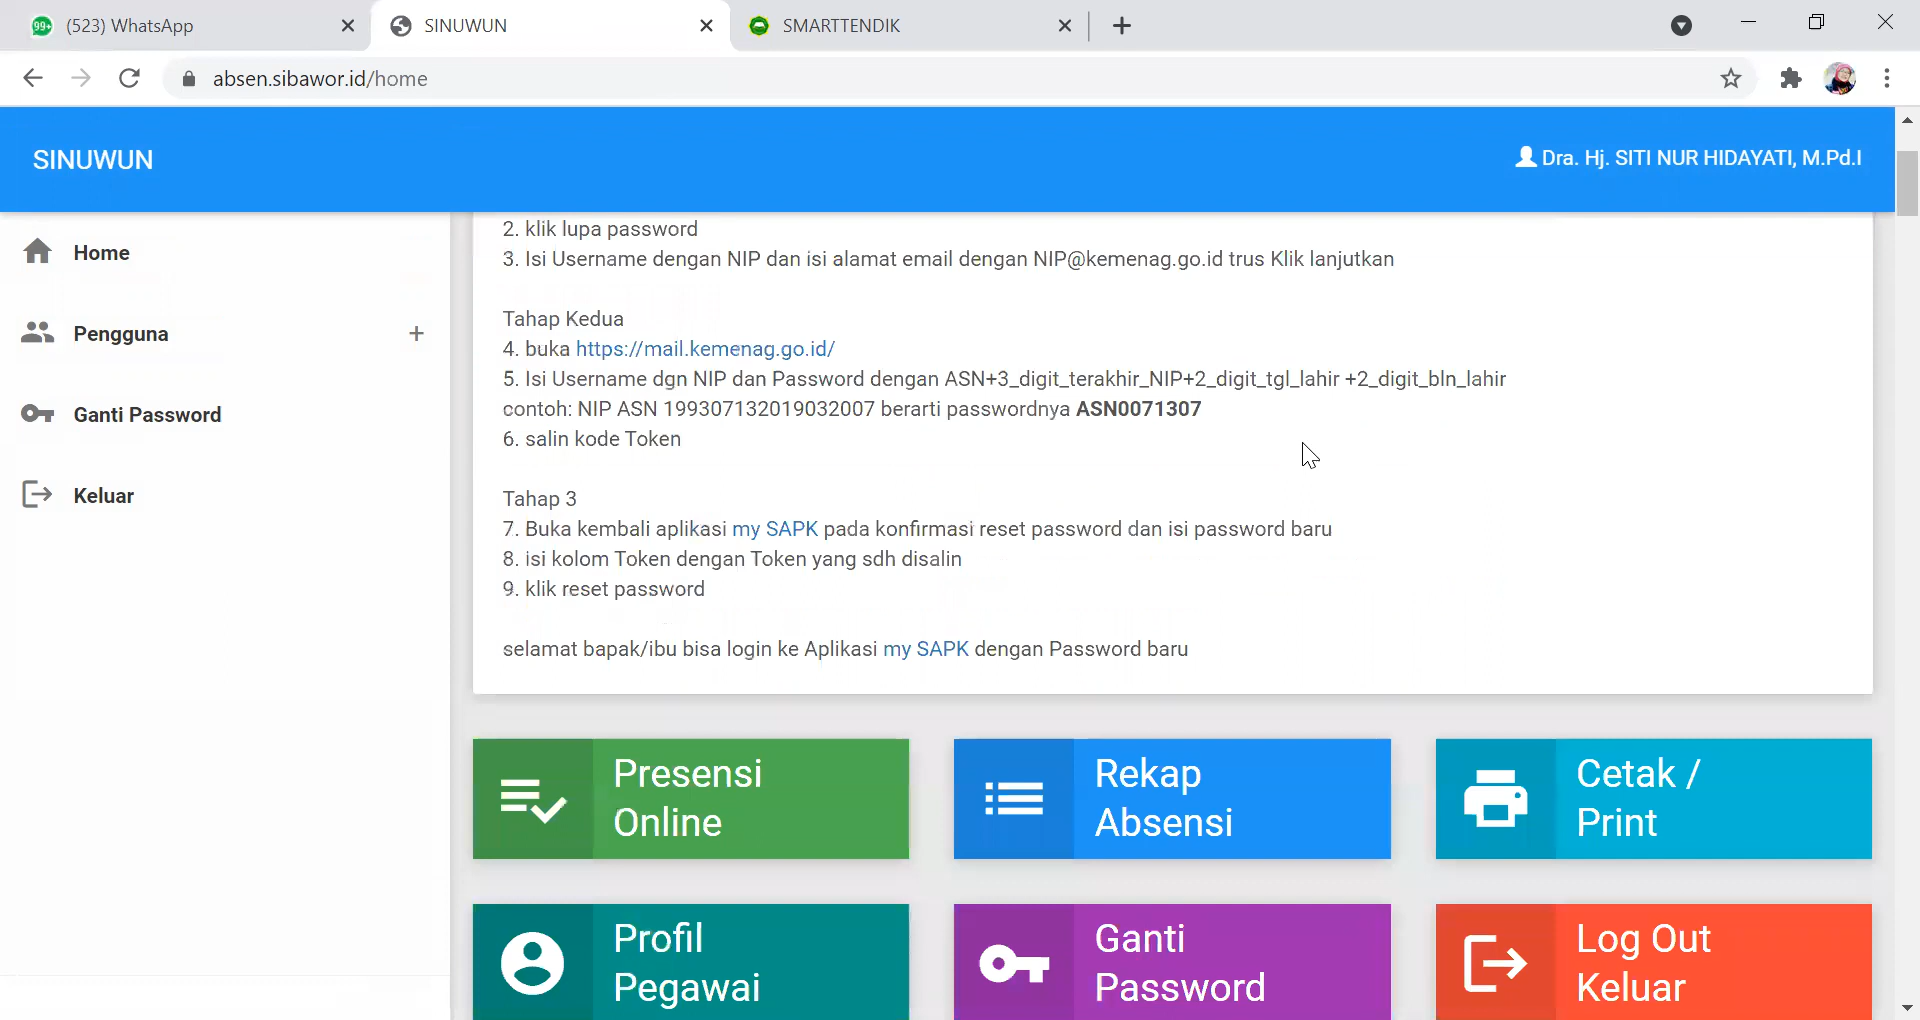 99+ (523) WhatsApp
SINUWUN
SMARTTENDIK
absen.sibawor.id/home
SINUWUN
Dra. Hj. SITI NUR HIDAYATI, M.Pd.I
Home
Pengguna +
Ganti Password
Keluar
2. klik lupa password
3. Isi Username dengan NIP dan isi alamat email dengan NIP@kemenag.go.id trus Klik lanjutkan
Tahap Kedua
4. buka https://mail.kemenag.go.id/
5. Isi Username dgn NIP dan Password dengan ASN+3_digit_terakhir_NIP+2_digit_tgl_lahir +2_digit_bln_lahir
contoh: NIP ASN 199307132019032007 berarti passwordnya ASN0071307
6. salin kode Token
Tahap 3
7. Buka kembali aplikasi my SAPK pada konfirmasi reset password dan isi password baru
8. isi kolom Token dengan Token yang sdh disalin
9. klik reset password
selamat bapak/ibu bisa login ke Aplikasi my SAPK dengan Password baru
Presensi
Online
Rekap
Absensi
Cetak /
Print
Profil
Pegawai
Ganti
Password
Log Out
Keluar